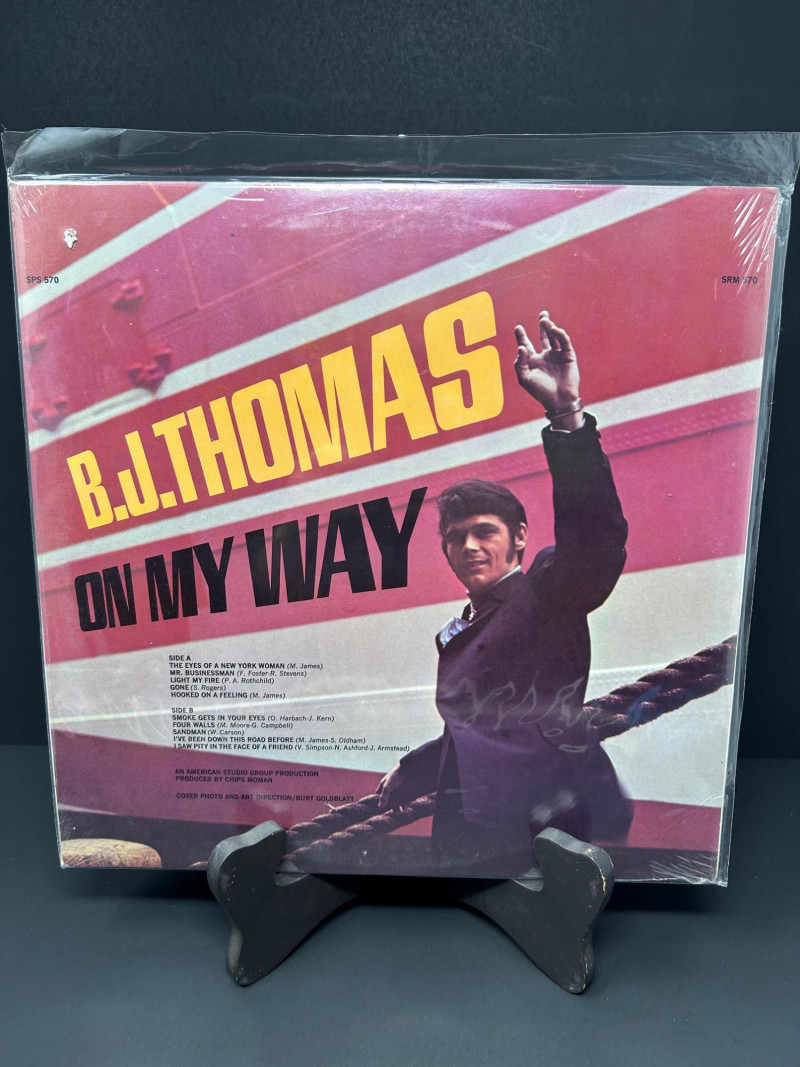 SPS 570
SRM 570
B.J.THOMAS
ON MY WAY
SIDE A
THE EYES OF A NEW YORK WOMAN (M. James)
MR. BUSINESSMAN (F. Foster-R. Stevens)
LIGHT MY FIRE (P. A. Rothchild)
GONE (S. Rogers)
HOOKED ON A FEELING (M. James)
SIDE B
SMOKE GETS IN YOUR EYES (O. Harbach-J. Kern)
FOUR WALLS (M. Moore-G. Campbell)
SANDMAN (W. Carson)
I'VE BEEN DOWN THIS ROAD BEFORE (M. James-S. Oldham)
I SAW PITY IN THE FACE OF A FRIEND (V. Simpson-N. Ashford-J. Armstead)
AN AMERICAN STUDIO GROUP PRODUCTION
PRODUCED BY CHIPS MOMAN
COVER PHOTO AND ART DIRECTION/BURT GOLDBLATT